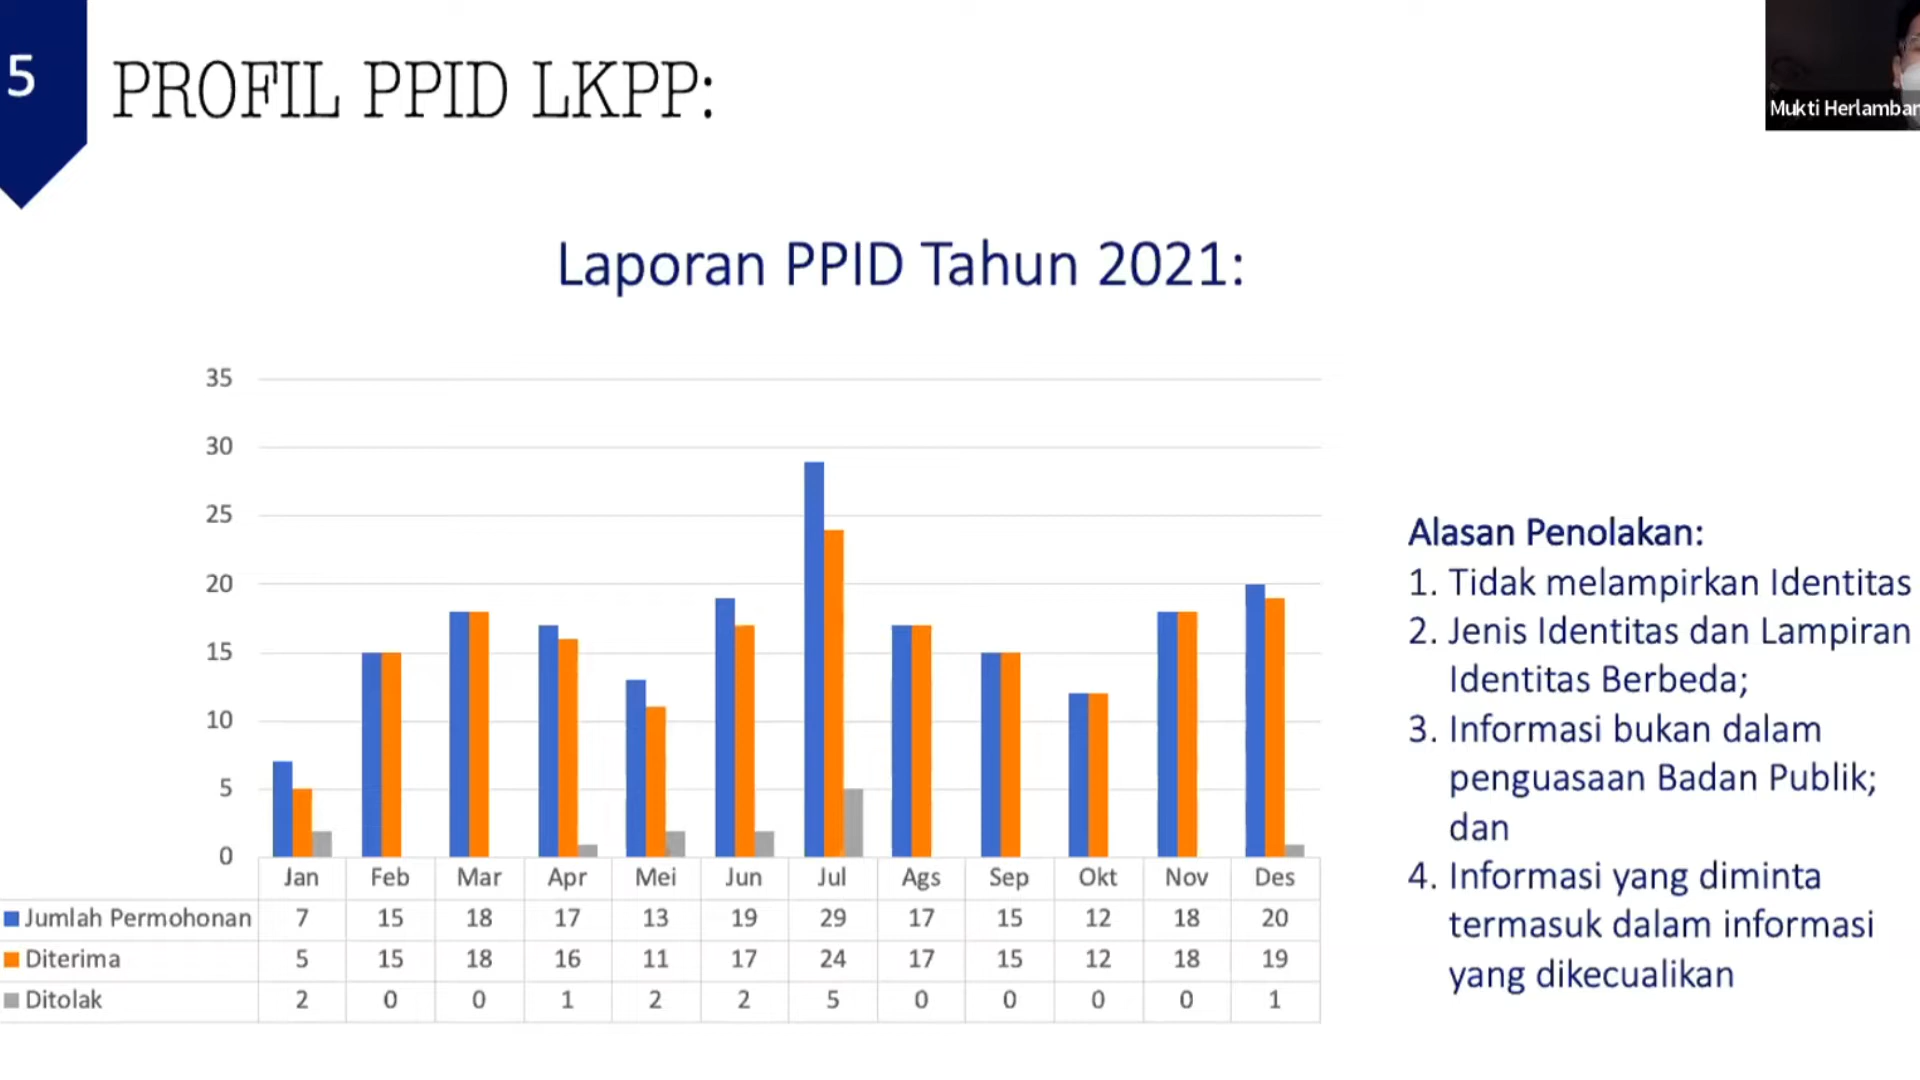 5
PROFIL PPID LKPP:
Mukti Herlambar
Laporan PPID Tahun 2021:
35
30
25
20
15
10
5
0
Jan Feb Mar Apr Mei Jun Jul Ags Sep Okt Nov Des
Jumlah Permohonan 7 15 18 17 13 19 29 17 15 12 18 20
Diterima 5 15 18 16 11 17 24 17 15 12 18 19
Ditolak 2 0 0 1 2 2 5 0 0 0 0 1
Alasan Penolakan:
1. Tidak melampirkan Identitas
2. Jenis Identitas dan Lampiran
Identitas Berbeda;
3. Informasi bukan dalam
penguasaan Badan Publik;
dan
4. Informasi yang diminta
termasuk dalam informasi
yang dikecualikan